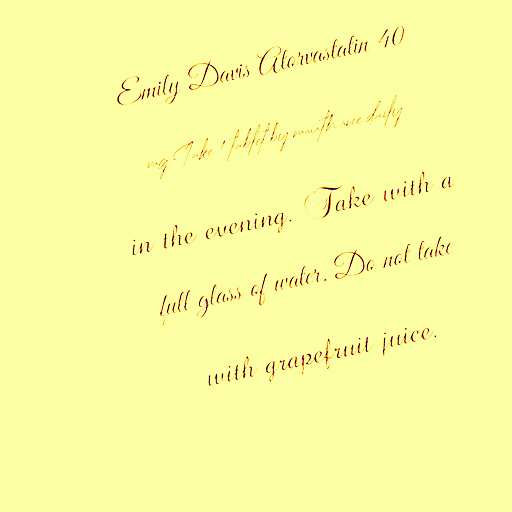 Emily Davis Atorvastatin 40
mg Take 1 tablet by mouth once daily
in the evening. Take with a
full glass of water. Do not take
with grapefruit juice.